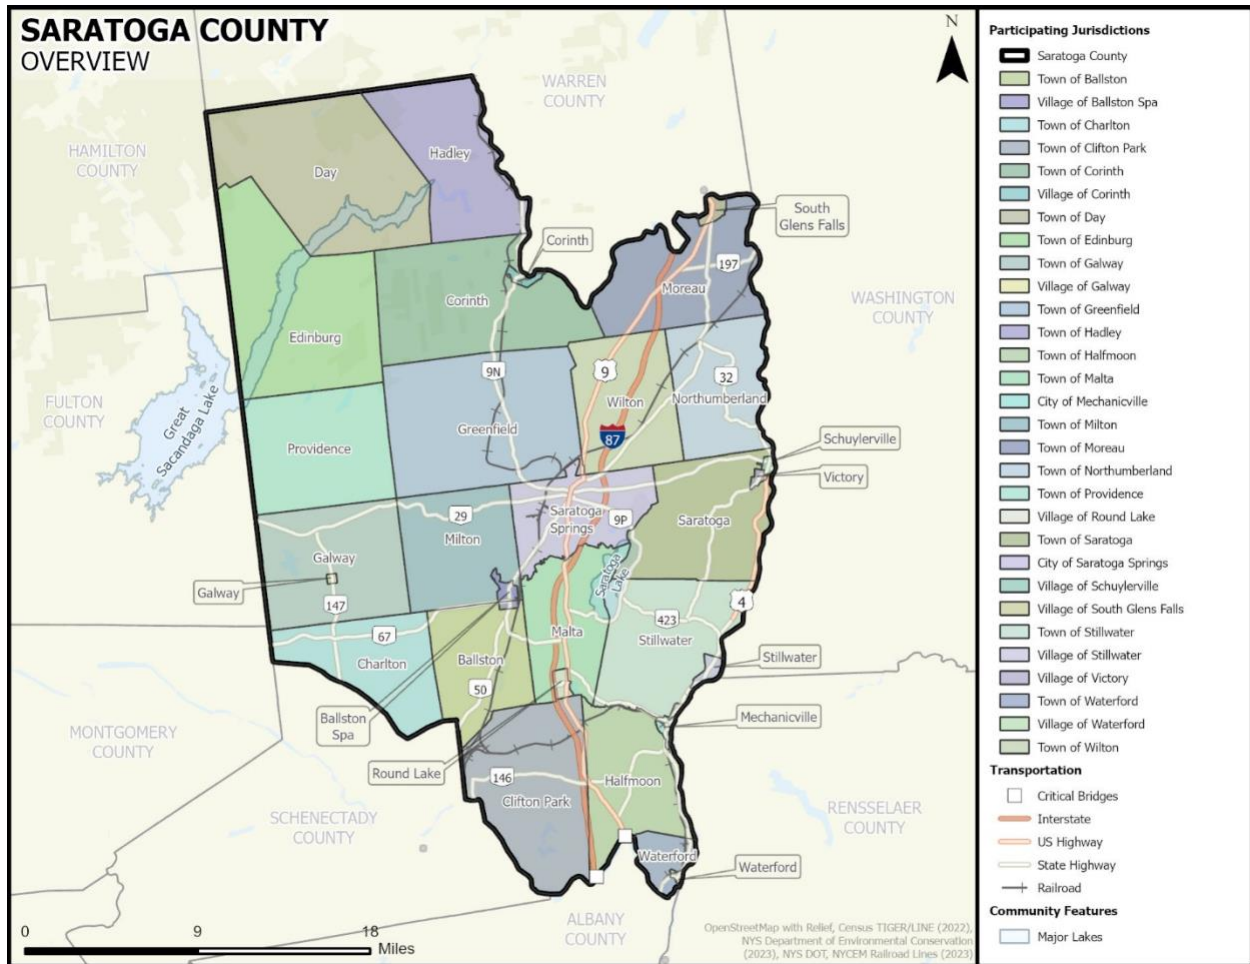 SARATOGA COUNTY
OVERVIEW
N
WARREN
COUNTY
HAMILTON
COUNTY
Hadley
Day
South
Glens Falls
Corinth
197
Moreau
WASHINGTON
COUNTY
Corinth
Edinburg
9N
9
32
Wilton
Northumberland
FULTON
COUNTY
Great
Sacandaga Lake
Greenfield
87
Schuylerville
Providence
Victory
29
Saratoga
Springs
9P
Saratoga
Milton
Galway
Galway
147
Saratoga
Lake
4
423
67
Malta
Stillwater
Charlton
Ballston
Stillwater
50
Ballston
Spa
Mechanicville
MONTGOMERY
COUNTY
Round Lake
146
Halfmoon
Clifton Park
SCHENECTADY
COUNTY
RENSSELAER
COUNTY
Waterford
Waterford
ALBANY
COUNTY
0 9 18
Miles
OpenStreetMap with Relief, Census TIGER/LINE (2022),
NYS Department of Environmental Conservation
(2023), NYS DOT, NYCEM Railroad Lines (2023)
Participating Jurisdictions
Saratoga County
Town of Ballston
Village of Ballston Spa
Town of Charlton
Town of Clifton Park
Town of Corinth
Village of Corinth
Town of Day
Town of Edinburg
Town of Galway
Village of Galway
Town of Greenfield
Town of Hadley
Town of Halfmoon
Town of Malta
City of Mechanicville
Town of Milton
Town of Moreau
Town of Northumberland
Town of Providence
Village of Round Lake
Town of Saratoga
City of Saratoga Springs
Village of Schuylerville
Village of South Glens Falls
Town of Stillwater
Village of Stillwater
Village of Victory
Town of Waterford
Village of Waterford
Town of Wilton
Transportation
Critical Bridges
Interstate
US Highway
State Highway
Railroad
Community Features
Major Lakes